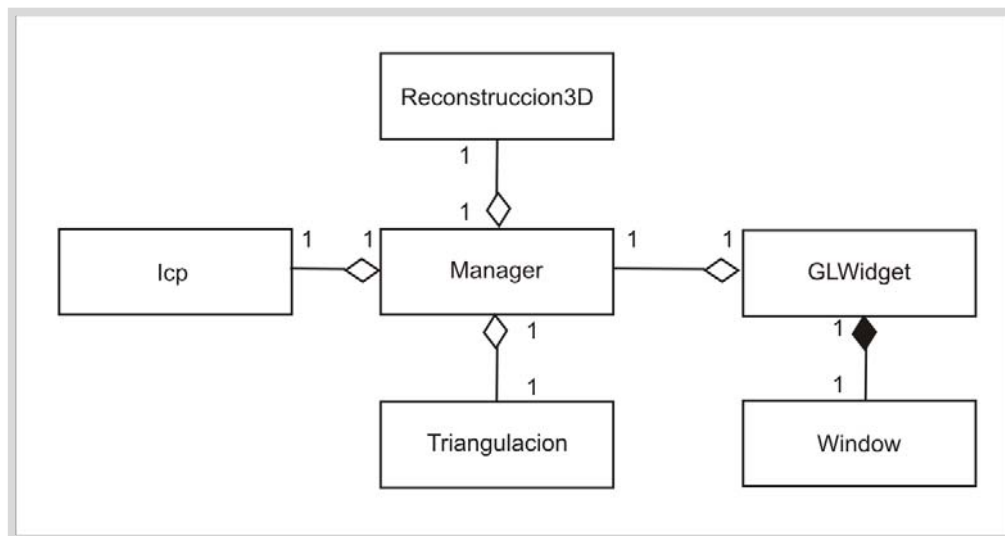 Reconstruccion3D
1
1
1 1
1 1
Icp
Manager
GLWidget
1
1
1
1
Triangulacion
Window